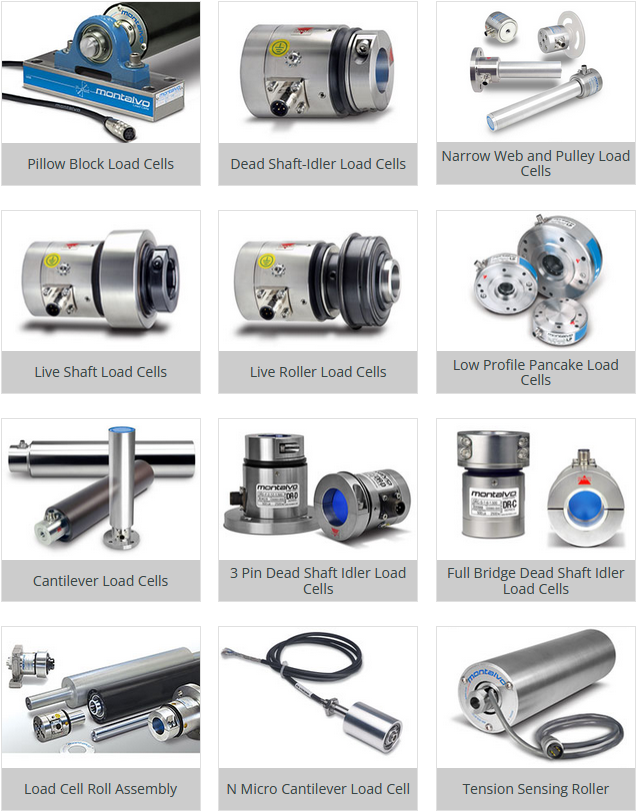 montalvo
Pillow Block Load Cells
Dead Shaft-Idler Load Cells
Narrow Web and Pulley Load
Cells
Live Shaft Load Cells
Live Roller Load Cells
Low Profile Pancake Load
Cells
montalvo
DR-D
montalvo
DR-C
Cantilever Load Cells
3 Pin Dead Shaft Idler Load
Cells
Full Bridge Dead Shaft Idler
Load Cells
montalvo
Load Cell Roll Assembly
N Micro Cantilever Load Cell
Tension Sensing Roller